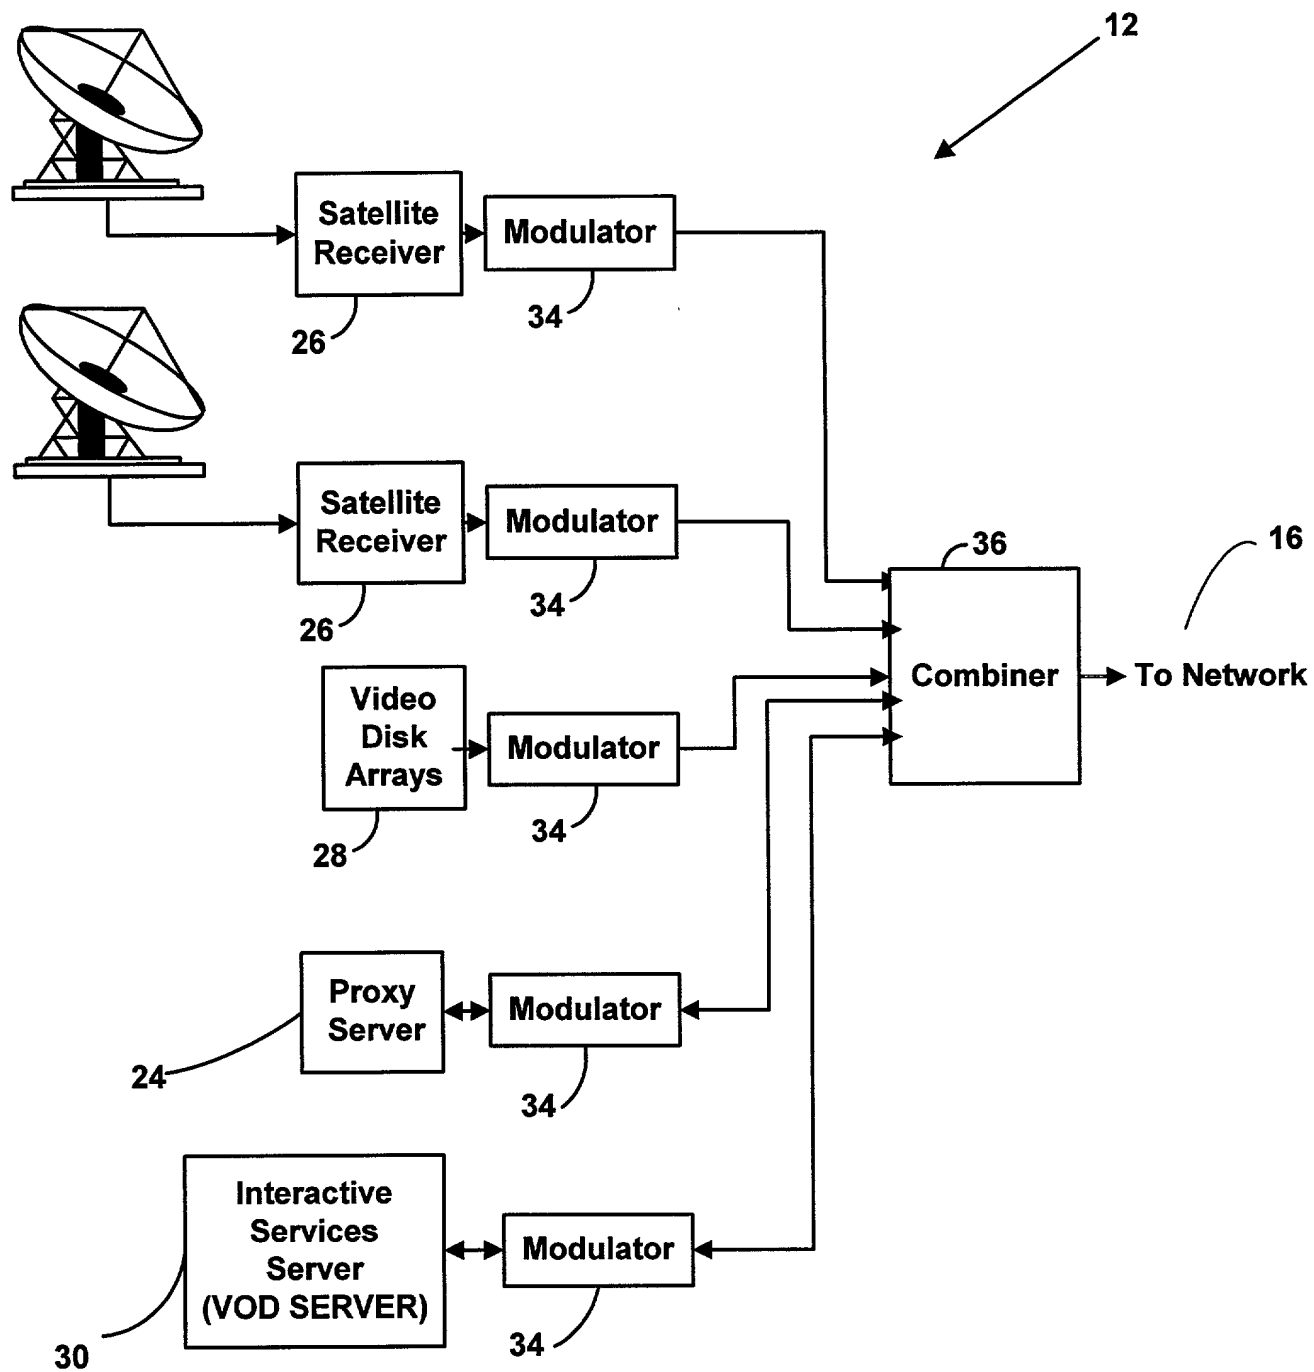 12
Satellite
Receiver
Modulator
26
34
Satellite
Receiver
Modulator
26
34
36
16
Combiner
To Network
Video
Disk
Arrays
Modulator
28
34
Proxy
Server
Modulator
24
34
Interactive
Services
Server
(VOD SERVER)
Modulator
30
34